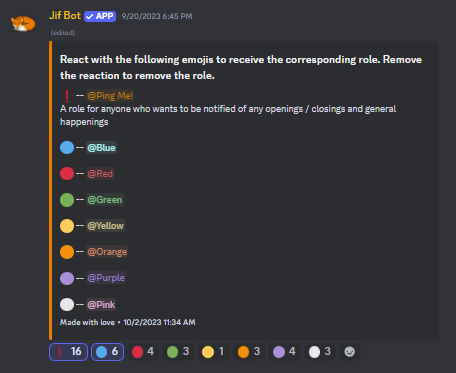 Jif Bot ✓ APP 9/20/2023 6:45 PM
(edited)
React with the following emojis to receive the corresponding role. Remove
the reaction to remove the role.
❗ -- @Ping Me!
A role for anyone who wants to be notified of any openings / closings and general
happenings
🔵 -- @Blue
🔴 -- @Red
🟢 -- @Green
🟡 -- @Yellow
🟠 -- @Orange
🟣 -- @Purple
⚪ -- @Pink
Made with love • 10/2/2023 11:34 AM
❗ 16 🔵 6 🔴 4 🟢 3 🟡 1 🟠 3 🟣 4 ⚪ 3